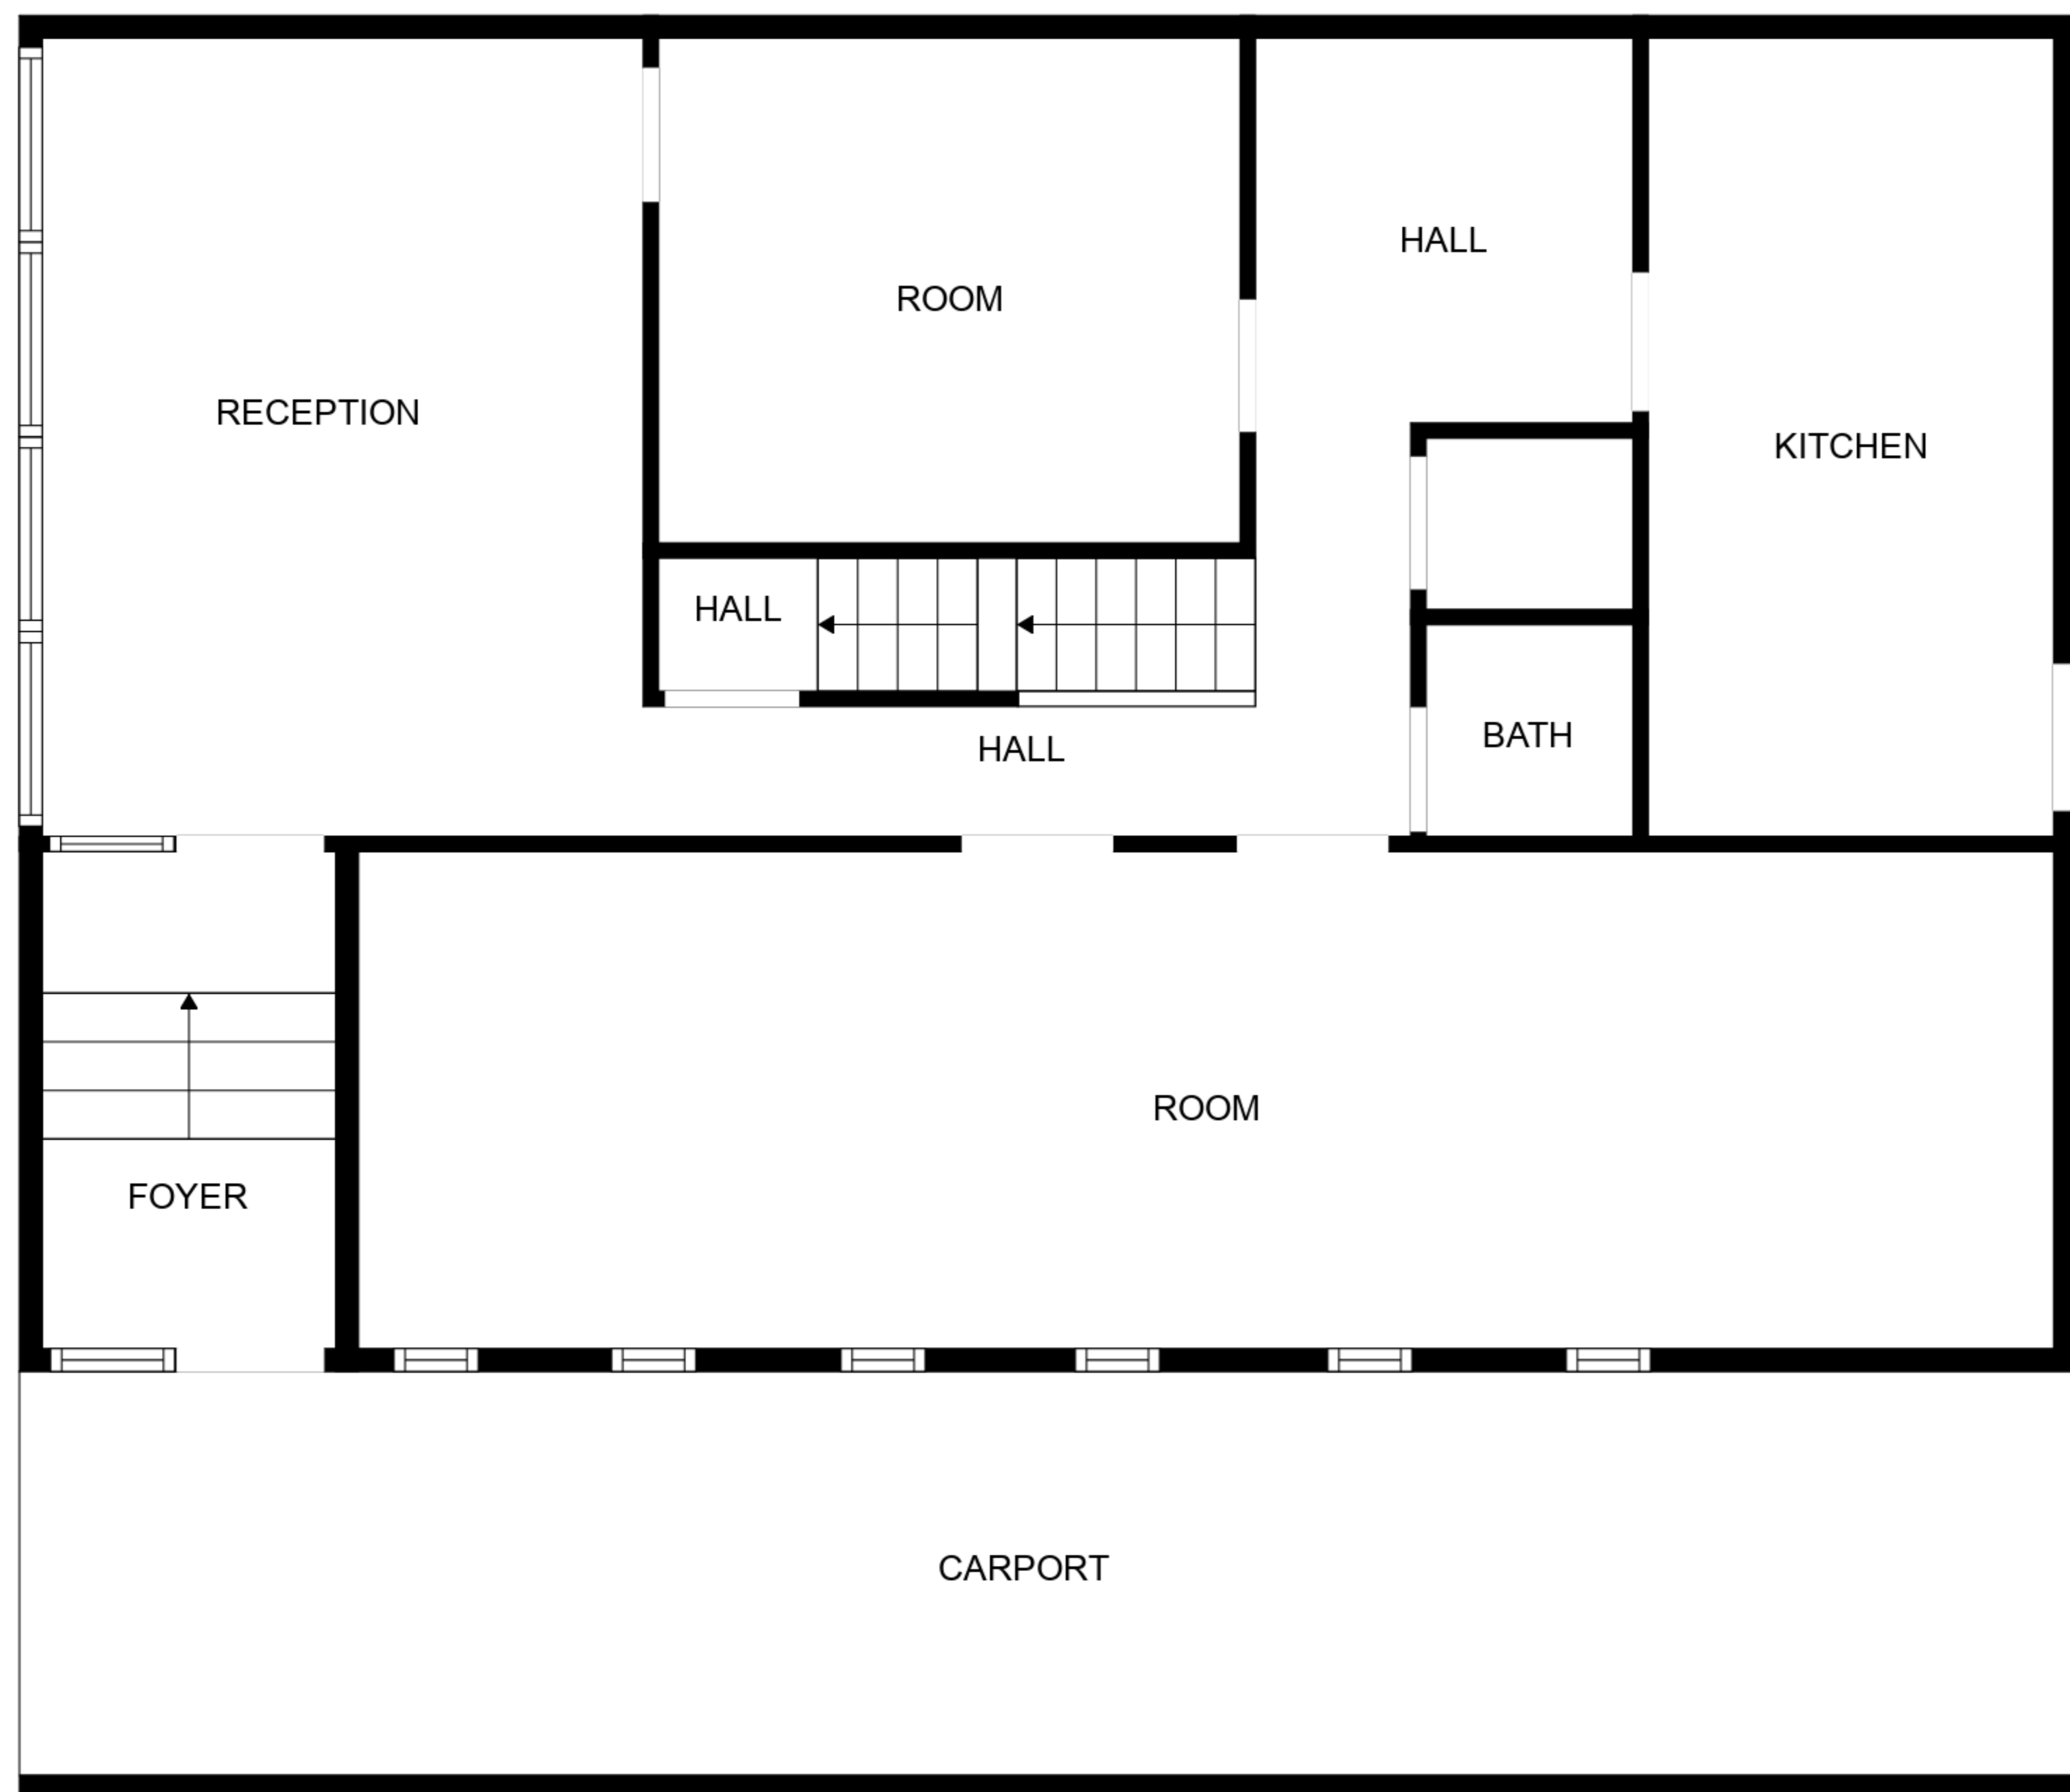 HALL
ROOM
RECEPTION
KITCHEN
HALL
BATH
HALL
ROOM
FOYER
CARPORT